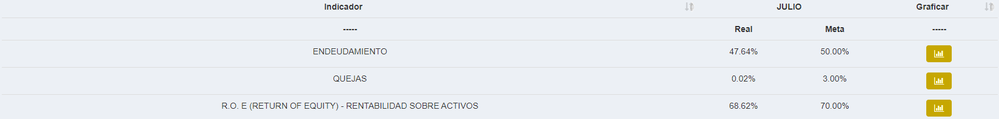 Indicador JULIO Graficar
----- Real Meta -----
ENDEUDAMIENTO 47.64% 50.00%
QUEJAS 0.02% 3.00%
R.O. E (RETURN OF EQUITY) - RENTABILIDAD SOBRE ACTIVOS 68.62% 70.00%